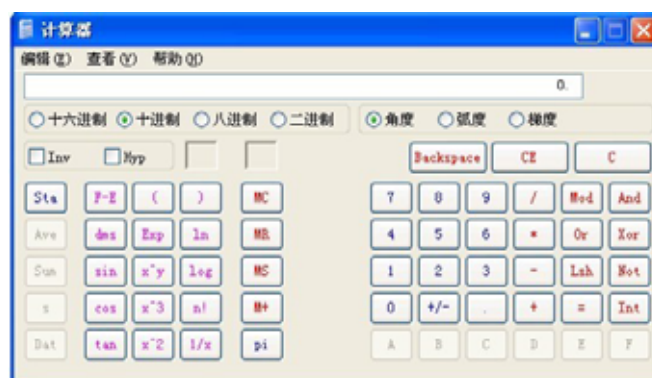 计算器
编辑(E) 查看(V) 帮助(H)
0.
十六进制 十进制 八进制 二进制 角度 弧度 梯度
Inv Hyp Backspace CE C
Sta F-E ( ) MC 7 8 9 / Mod And
Ave dms Exp ln MR 4 5 6 * Or Xor
Sum sin x^y log MS 1 2 3 - Lsh Not
s cos x^3 n! M+ 0 +/- . + = Int
Dat tan x^2 1/x pi A B C D E F